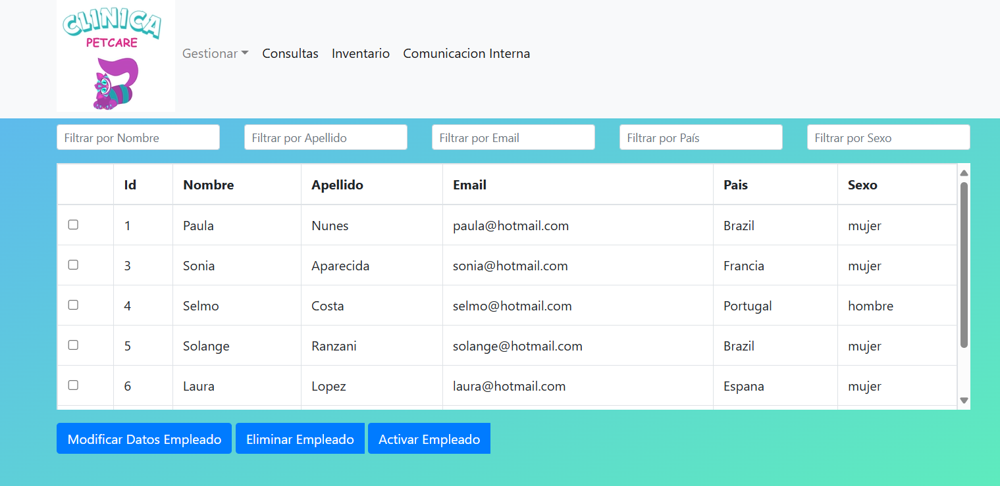 CLINICA
PETCARE
Gestionar Consultas Inventario Comunicacion Interna
Filtrar por Nombre Filtrar por Apellido Filtrar por Email Filtrar por País Filtrar por Sexo
Id Nombre Apellido Email Pais Sexo
1 Paula Nunes paula@hotmail.com Brazil mujer
3 Sonia Aparecida sonia@hotmail.com Francia mujer
4 Selmo Costa selmo@hotmail.com Portugal hombre
5 Solange Ranzani solange@hotmail.com Brazil mujer
6 Laura Lopez laura@hotmail.com Espana mujer
Modificar Datos Empleado Eliminar Empleado Activar Empleado